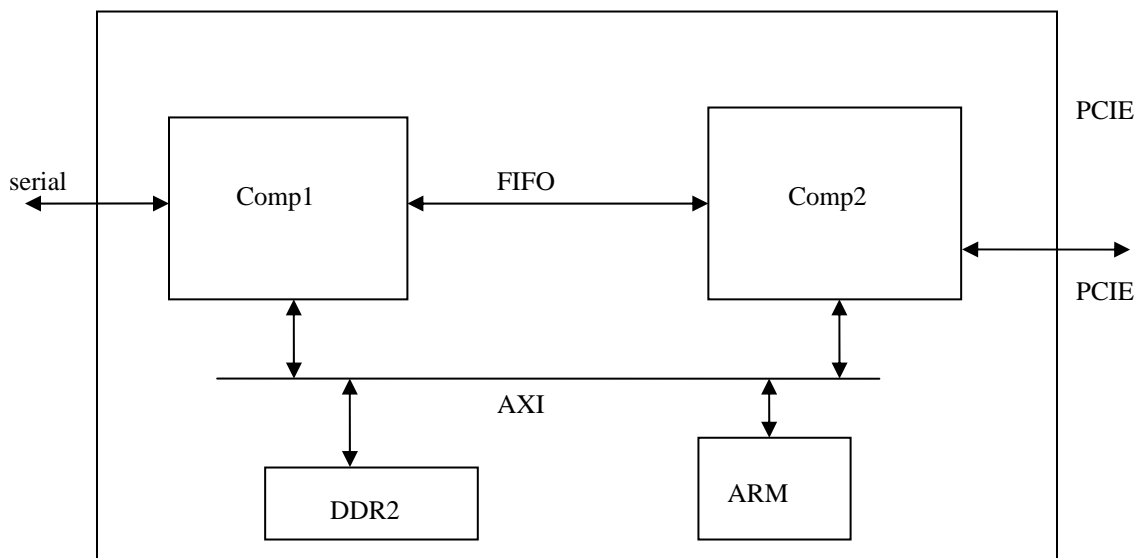 PCIE
serial
Comp1
FIFO
Comp2
PCIE
AXI
DDR2
ARM